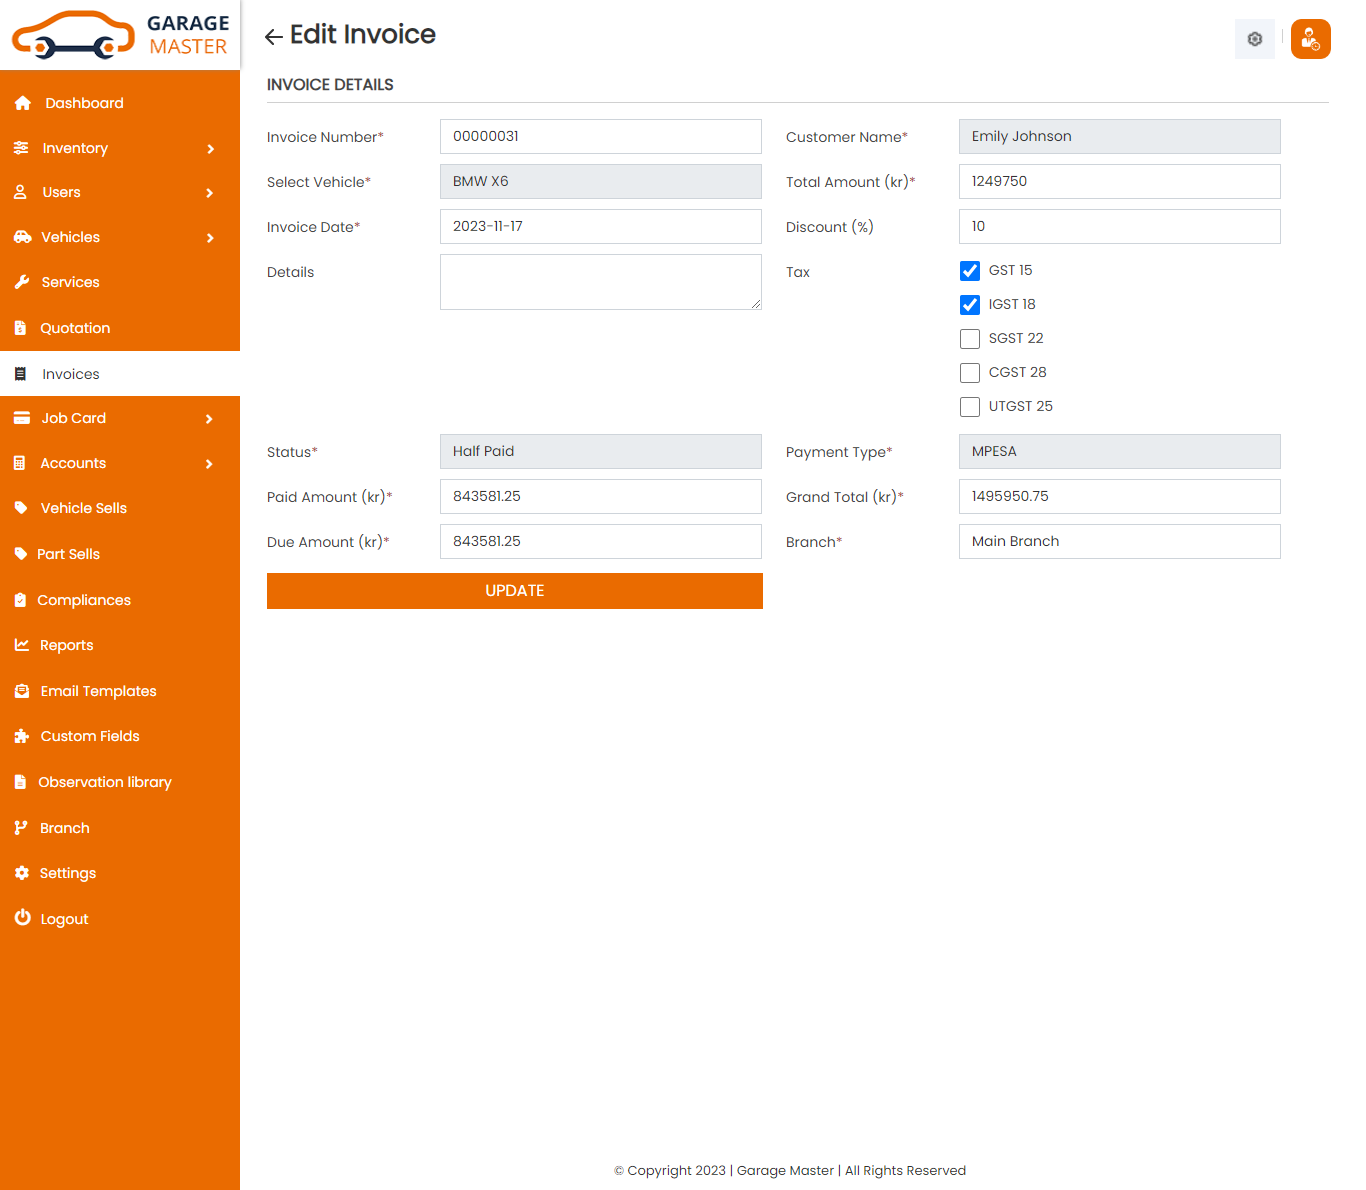 GARAGE
MASTER
Dashboard
Inventory
Users
Vehicles
Services
Quotation
Invoices
Job Card
Accounts
Vehicle Sells
Part Sells
Compliances
Reports
Email Templates
Custom Fields
Observation library
Branch
Settings
Logout
Edit Invoice
INVOICE DETAILS
Invoice Number* 00000031 Customer Name* Emily Johnson
Select Vehicle* BMW X6 Total Amount (kr)* 1249750
Invoice Date* 2023-11-17 Discount (%) 10
Details Tax GST 15
IGST 18
SGST 22
CGST 28
UTGST 25
Status* Half Paid Payment Type* MPESA
Paid Amount (kr)* 843581.25 Grand Total (kr)* 1495950.75
Due Amount (kr)* 843581.25 Branch* Main Branch
UPDATE
© Copyright 2023 | Garage Master | All Rights Reserved